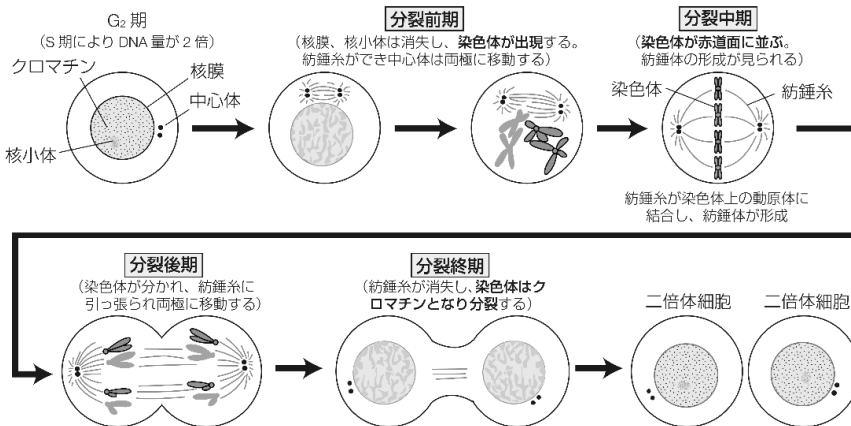 G₂ 期
(S 期により DNA 量が 2 倍)
クロマチン
核膜
中心体
核小体
分裂前期
(核膜、核小体は消失し、染色体が出現する。
紡錘糸ができ中心体は両極に移動する)
分裂中期
(染色体が赤道面に並ぶ。
紡錘体の形成が見られる)
染色体
紡錘糸
紡錘糸が染色体上の動原体に
結合し、紡錘体が形成
分裂後期
(染色体が分かれ、紡錘糸に
引っ張られ両極に移動する)
分裂終期
(紡錘糸が消失し、染色体はク
ロマチンとなり分裂する)
二倍体細胞
二倍体細胞